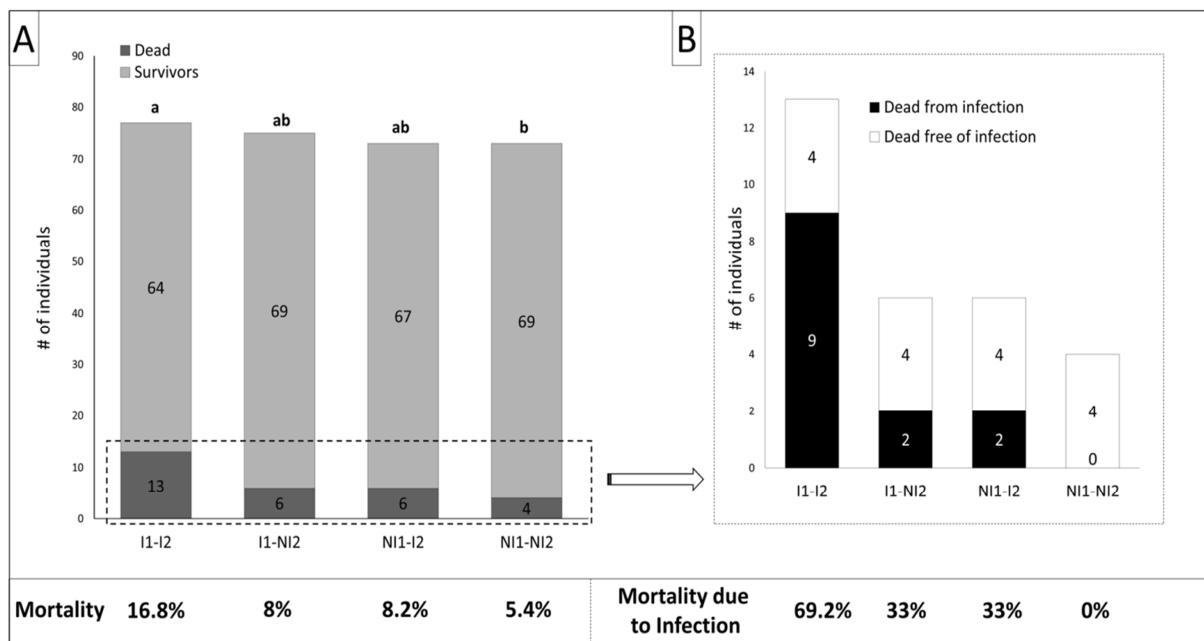 A
Dead
Survivors
# of individuals
90
80
70
60
50
40
30
20
10
0
a
ab
ab
b
64
69
67
69
13
6
6
4
I1-I2
I1-NI2
NI1-I2
NI1-NI2
B
Dead from infection
Dead free of infection
# of individuals
14
12
10
8
6
4
2
0
4
4
4
4
9
2
2
0
I1-I2
I1-NI2
NI1-I2
NI1-NI2
Mortality 16.8% 8% 8.2% 5.4%
Mortality due
to Infection 69.2% 33% 33% 0%